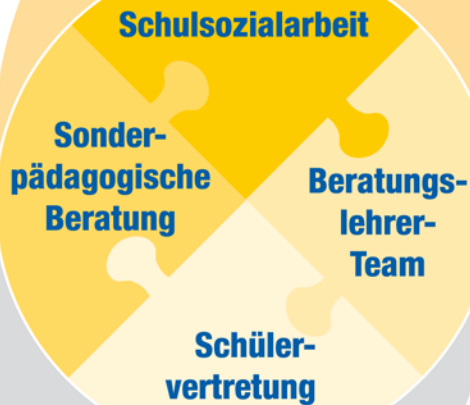 Schulsozialarbeit
Sonder-
pädagogische
Beratung
Beratungs-
lehrer-
Team
Schüler-
vertretung